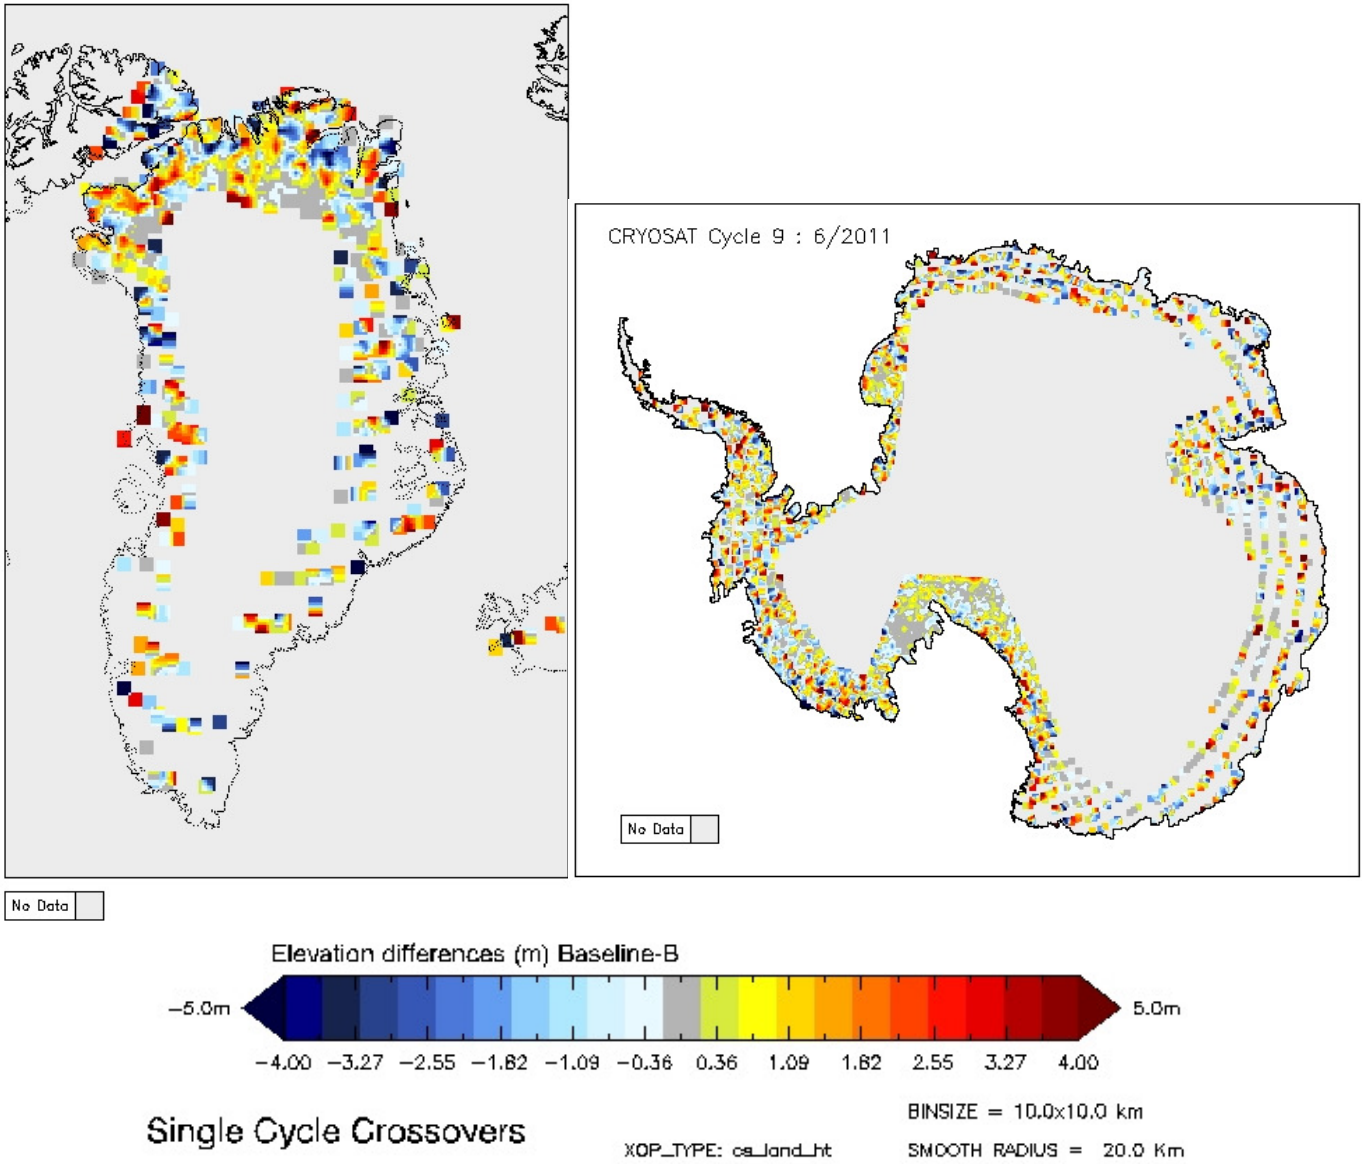 CRYOSAT Cycle 9 : 6/2011
No Data
No Data
Elevation differences (m) Baseline-B
-5.0m 5.0m
-4.00 -3.27 -2.55 -1.82 -1.09 -0.36 0.36 1.09 1.82 2.55 3.27 4.00
BINSIZE = 10.0x10.0 km
Single Cycle Crossovers
XOP_TYPE: cs_land_ht
SMOOTH RADIUS = 20.0 Km